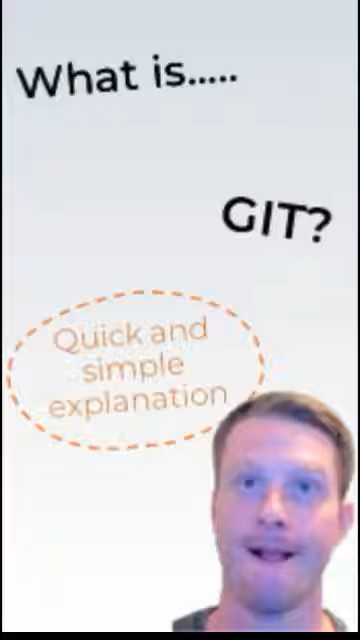 What is.....
GIT?
Quick and
simple
explanation